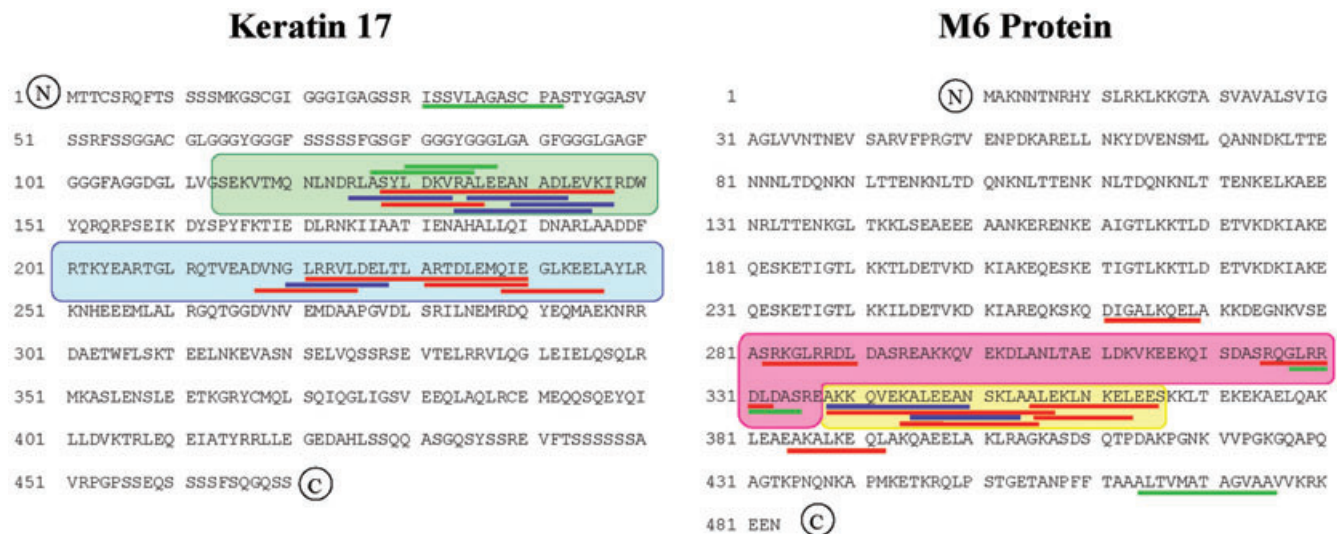 Keratin 17
1 N MTTCSRQFTS SSSMKGSCGI GGGIGAGSSR ISSVLAGASC PASTYGGASV
51 SSRFSSGGAC GLGGGYGGGF SSSSSFGSGF GGGYGGGLGA GFGGGLGAGF
101 GGGFAGGDGL LVGSEKVTMQ NLNDRLASYL DKVRALEEAN ADLEVKIRDW
151 YQRQRPSEIK DYSPYFKTIE DLRNKIIAAT IENAHALLQI DNARLAADDF
201 RTKYEARTGL RQTVEADVNG LRRVLDELTL ARTDLEMQIE GLKEELAYLR
251 KNHEEEMLAL RGQTGGDVNV EMDAAPGVDL SRILNEMRDQ YEQMAEKNRR
301 DAETWFLSKT EELNKEVASN SELVQSSRSE VTELRRVLQG LEIELQSQLR
351 MKASLENSLE ETKGRYCMQL SQIQGLIGSV EEQLAQLRCE MEQQSQEYQI
401 LLDVKTRLEQ EIATYRRLLE GEDAHLSSQQ ASGQSYSSRE VFTSSSSSSA
451 VRPGPSSEQS SSSFSQGQSS C
M6 Protein
1 N MAKNNTNRHY SLRKLKKGTA SVAVALSVIG
31 AGLVVNTNEV SARVFPRGTV ENPDKARELL NKYDVENSML QANNDKLTTE
81 NNNLTDQNKN LTTENKNLTD QNKNLTTENK NLTDQNKNLT TENKELKAEE
131 NRLTTENKGL TKKLSEAEEE AANKERENKE AIGTLKKTLD ETVKDKIAKE
181 QESKETIGTL KKTLDETVKD KIAKEQESKE TIGTLKKTLD ETVKDKIAKE
231 QESKETIGTL KKILDETVKD KIAREQKSKQ DIGALKQELA KKDEGNKVSE
281 ASRKGLRRDL DASREAKKQV EKDLANLTAE LDKVKEEKQI SDASRQGLRR
331 DLDASREAKK QVEKALEEAN SKLAALEKLN KELEESKKLT EKEKAELQAK
381 LEAEAKALKE QLAKQAEELA KLRAGKASDS QTPDAKPGNK VVPGKGQAPQ
431 AGTKPNQNKA PMKETKRQLP STGETANPFF TAAALTVMAT AGVAAVVKRK
481 EEN C